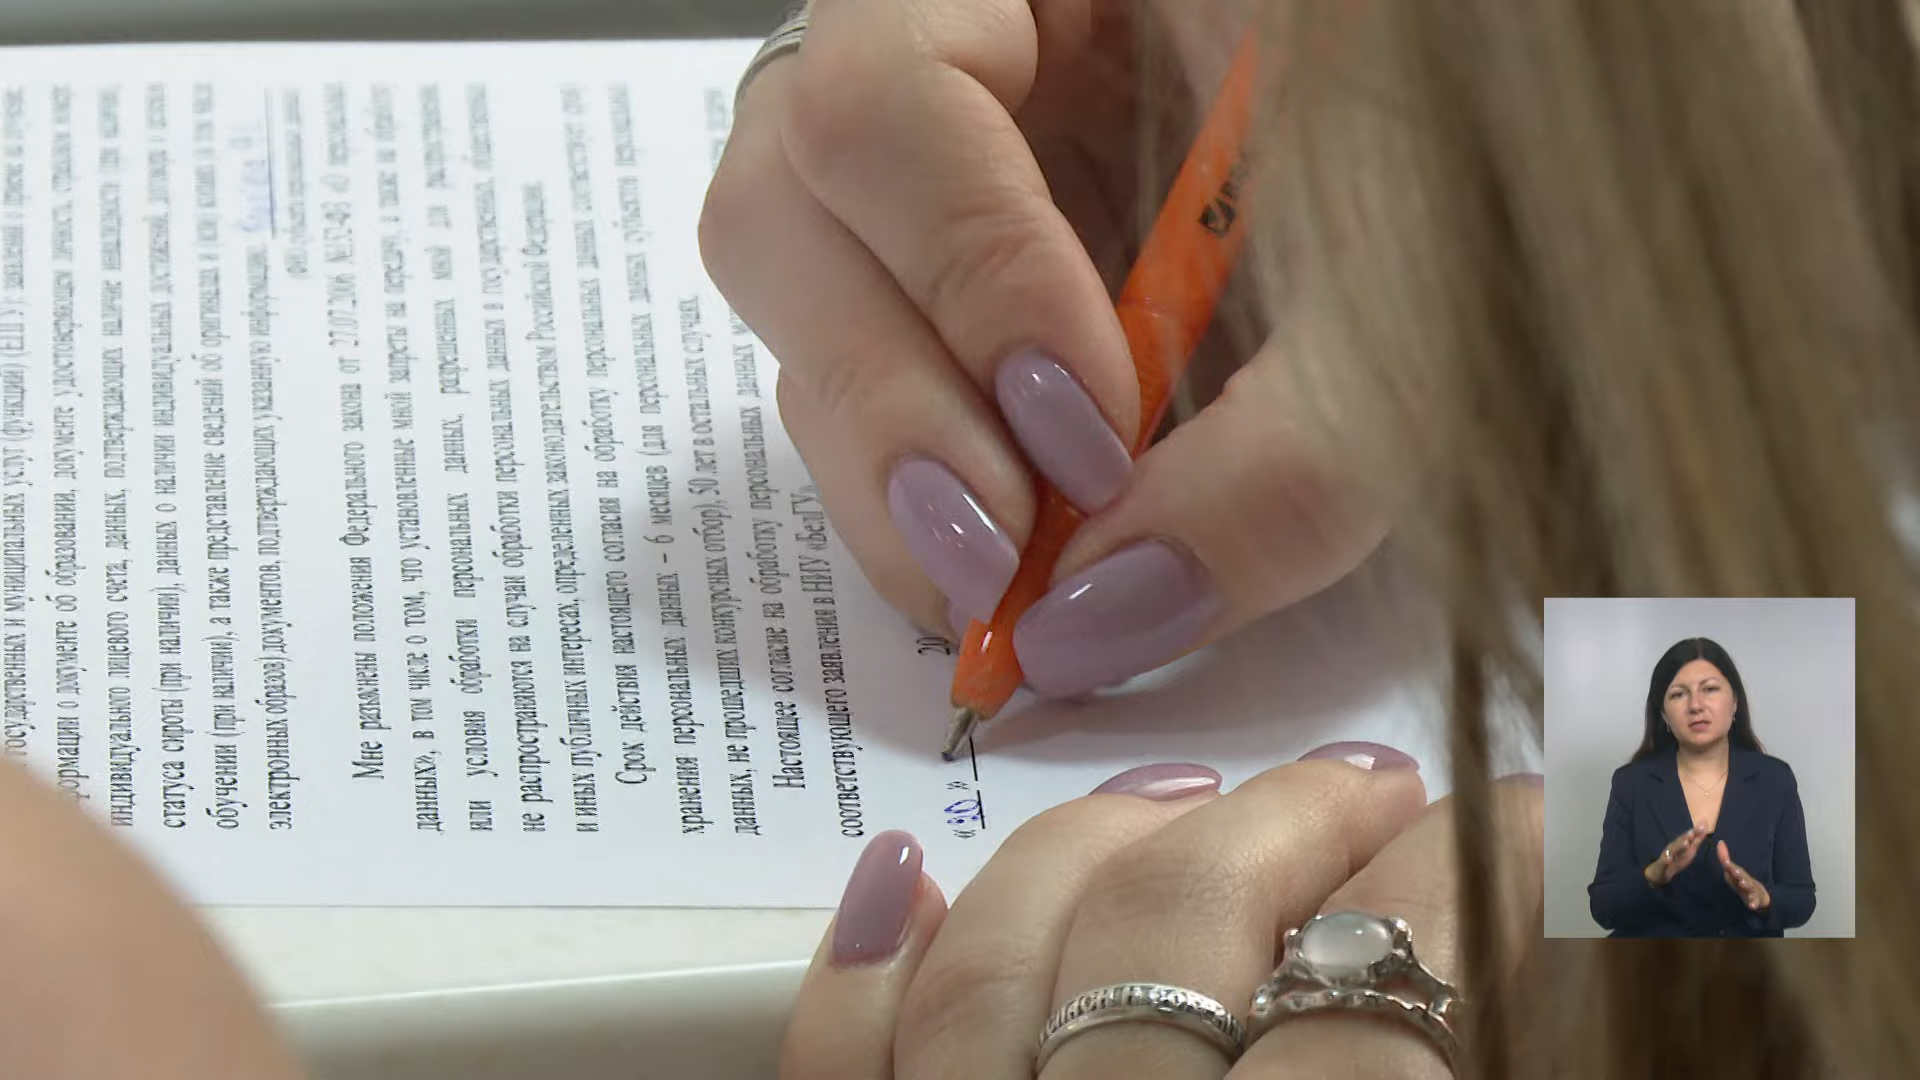 государственных и муниципальных услуг (функций) (ЕПГУ): заявлений о приеме на обучение,
о документе об образовании, документе удостоверяющем личность, страховом номере
индивидуального лицевого счета, данных, подтверждающих наличие инвалидности (при наличии),
статуса сироты (при наличии), данных о наличии индивидуальных достижений, договора о целевом
обучении (при наличии), а также представление сведений об оригиналах и (или) копиях в том числе
электронных образов) документов, подтверждающих указанную информацию.
Мне разъяснены положения Федерального закона от 27.07.2006 №152-ФЗ «О персональных
данных», в том числе о том, что установленные мной запреты на передачу, а также на обработку
или условия обработки персональных данных, разрешенных мной для распространения,
не распространяются на случаи обработки персональных данных в государственных, общественных
и иных публичных интересах, определенных законодательством Российской Федерации.
Срок действия настоящего согласия на обработку персональных данных соответствует сроку
хранения персональных данных – 6 месяцев (для персональных данных субъектов персональных
данных, не прошедших конкурсных отбор), 50 лет в остальных случаях.
Настоящее согласие на обработку персональных данных
соответствующего заявления в НИУ «БелГУ»
« » 20